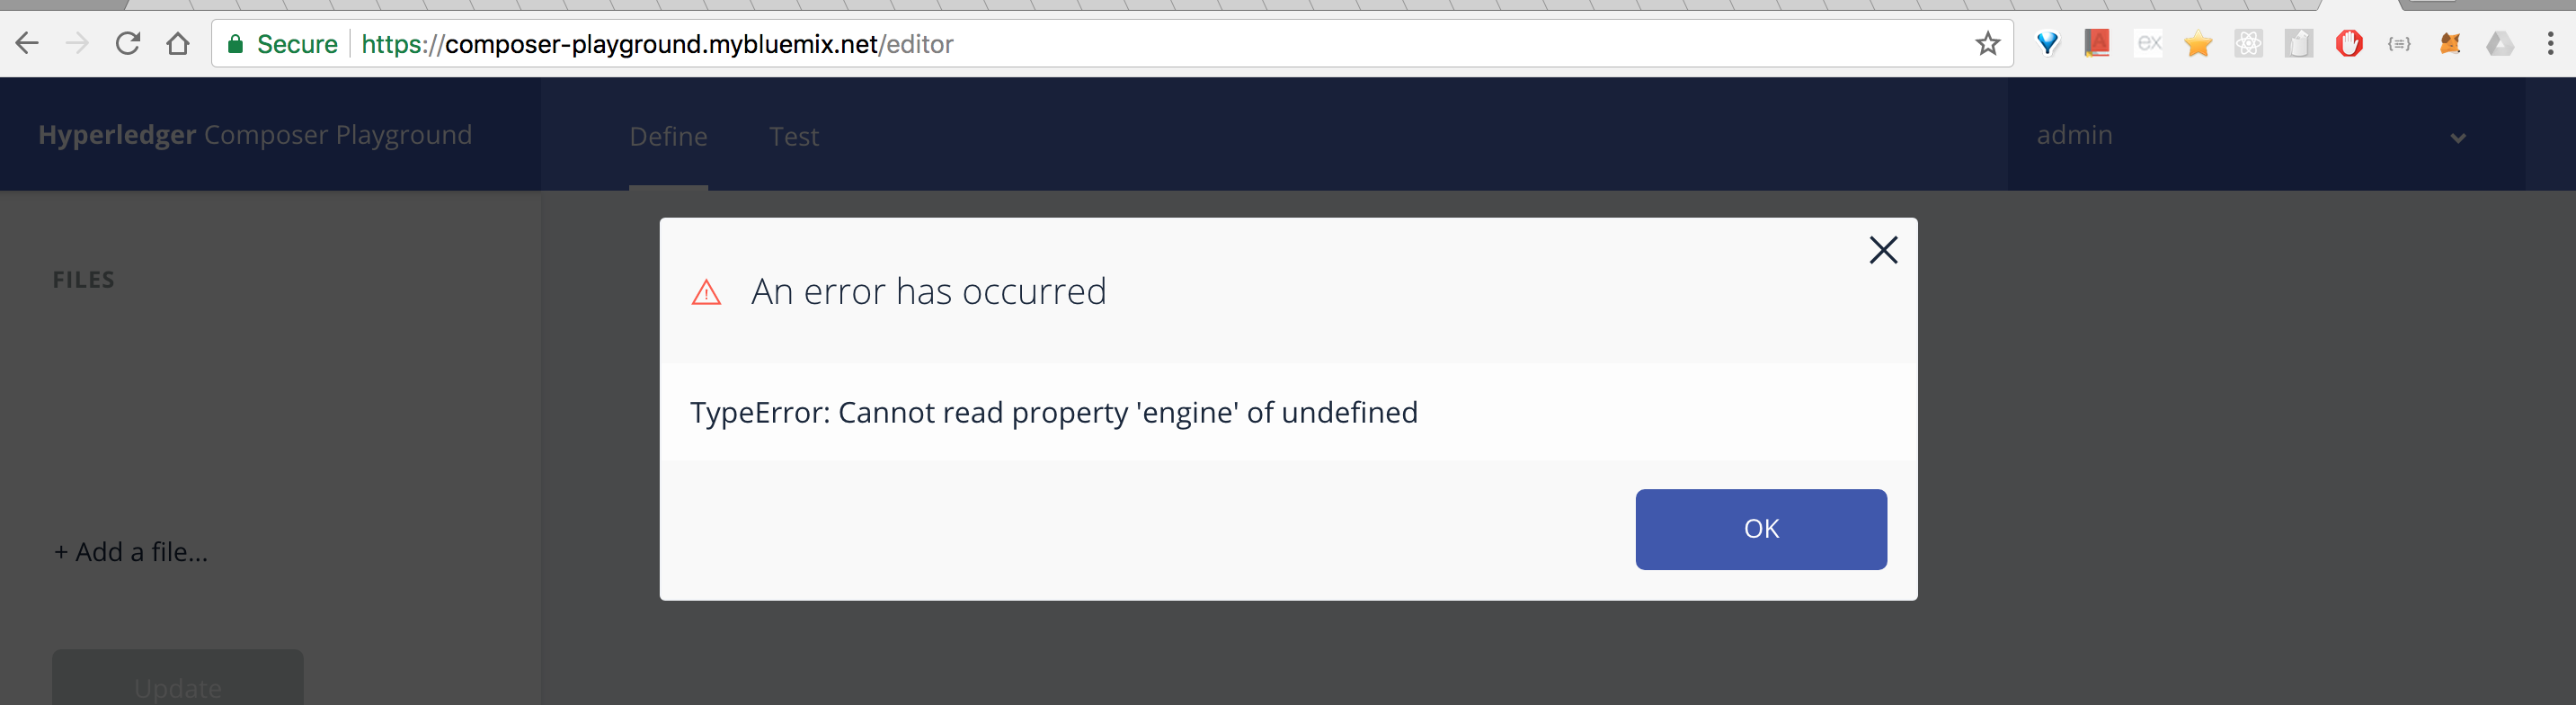 Secure https://composer-playground.mybluemix.net/editor
ex
{≡}
Hyperledger Composer Playground
Define Test
admin
FILES
An error has occurred
TypeError: Cannot read property 'engine' of undefined
OK
+ Add a file...
Update